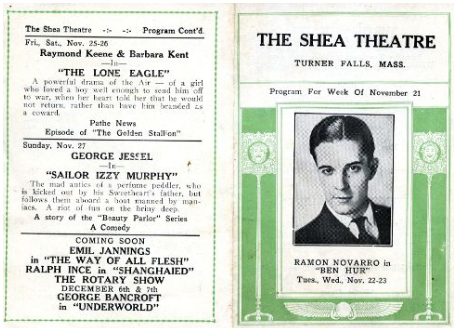 The Shea Theatre -:- -:- Program Cont'd.
Fri., Sat., Nov. 25-26
Raymond Keene & Barbara Kent
—In—
"THE LONE EAGLE"
A powerful drama of the Air — of a girl
who loved a boy well enough to send him off
to war, when her heart told her that he would
not return, rather than have him branded as
a coward.
Pathe News
Episode of "The Golden Stallion"
Sunday, Nov. 27
GEORGE JESSEL
—In—
"SAILOR IZZY MURPHY"
The mad antics of a perfume peddler, who
is kicked out by his Sweetheart's father, but
follows them aboard a boat manned by man-
iacs. A riot of fun on the briny deep.
A story of the "Beauty Parlor" Series
A Comedy
COMING SOON
EMIL JANNINGS
in "THE WAY OF ALL FLESH"
RALPH INCE in "SHANGHAIED"
THE ROTARY SHOW
DECEMBER 6th & 7th
GEORGE BANCROFT
in "UNDERWORLD"
THE SHEA THEATRE
TURNER FALLS, MASS.
Program For Week Of November 21
RAMON NOVARRO in
"BEN HUR"
Tues., Wed., Nov. 22-23